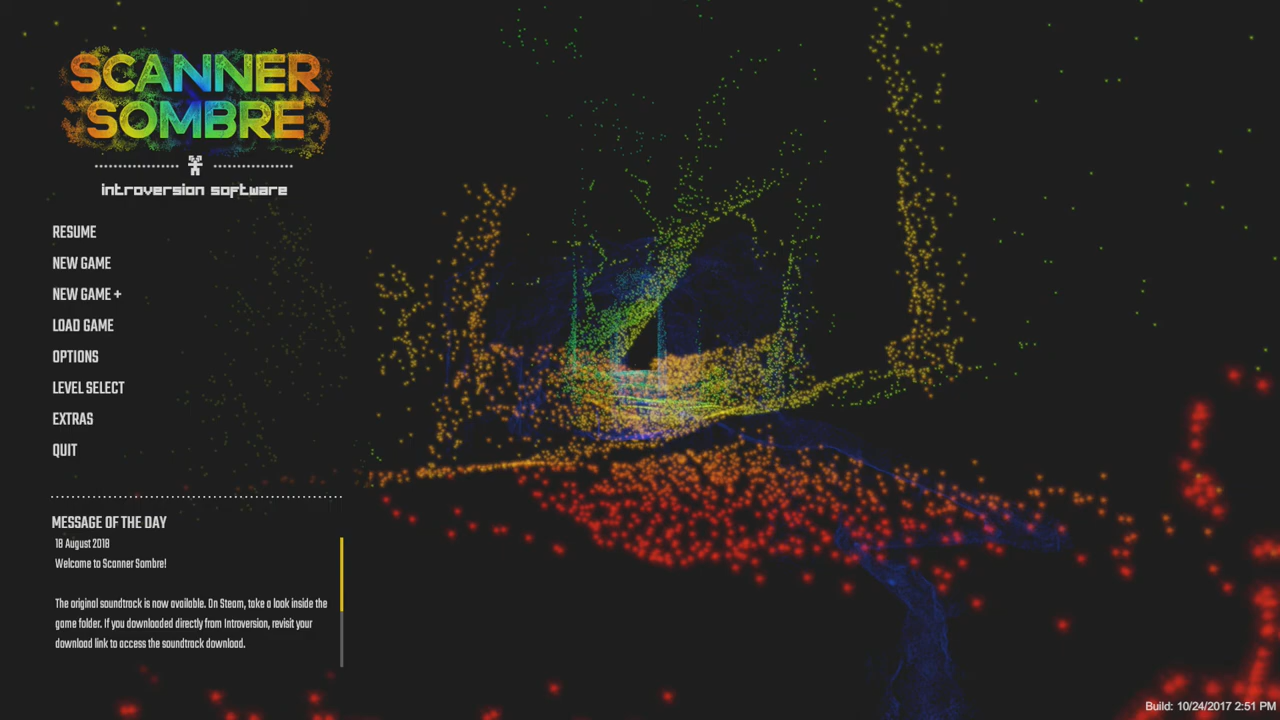 SCANNER
SOMBRE
introversion software
RESUME
NEW GAME
NEW GAME +
LOAD GAME
OPTIONS
LEVEL SELECT
EXTRAS
QUIT
MESSAGE OF THE DAY
18 August 2018
Welcome to Scanner Sombre!
The original soundtrack is now available. On Steam, take a look inside the
game folder. If you downloaded directly from Introversion, revisit your
download link to access the soundtrack download.
Build: 10/24/2017 2:51 PM